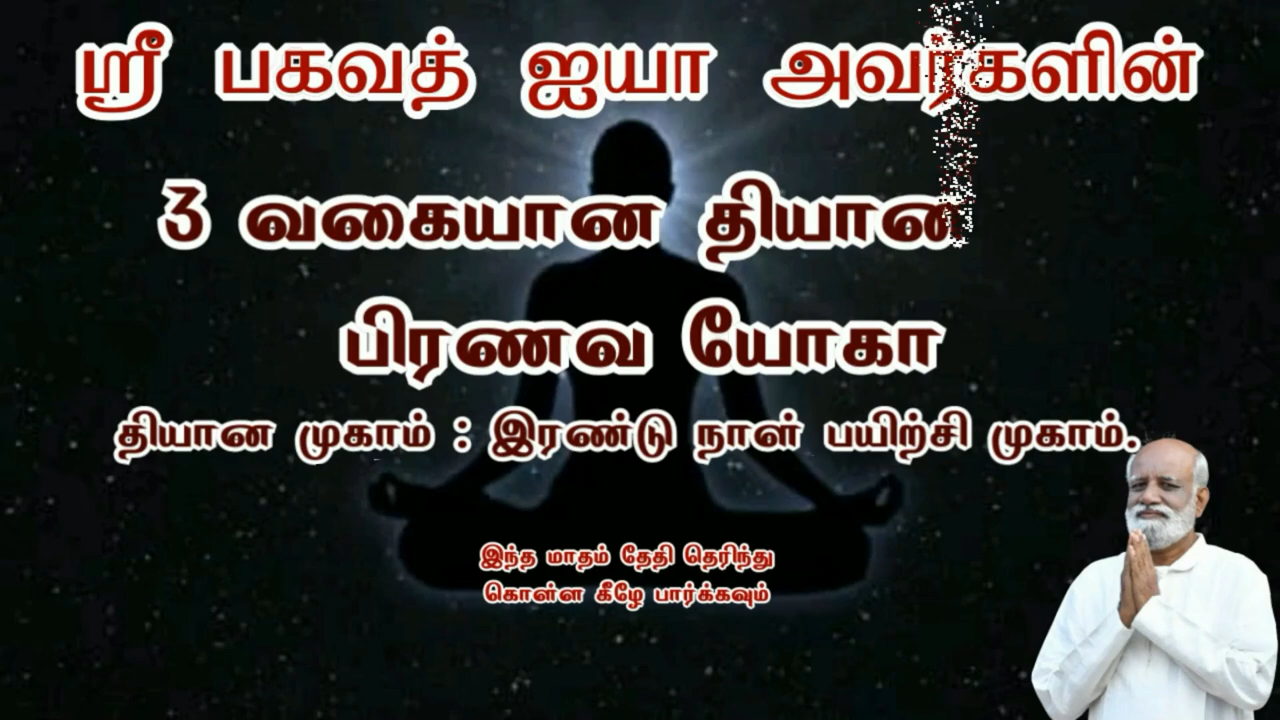 ஸ்ரீ பகவத் ஐயா அவர்களின்
3 வகையான தியான
பிரணவ யோகா
தியான முகாம் : இரண்டு நாள் பயிற்சி முகாம்.
இந்த மாதம் தேதி தெரிந்து
கொள்ள கீழே பார்க்கவும்